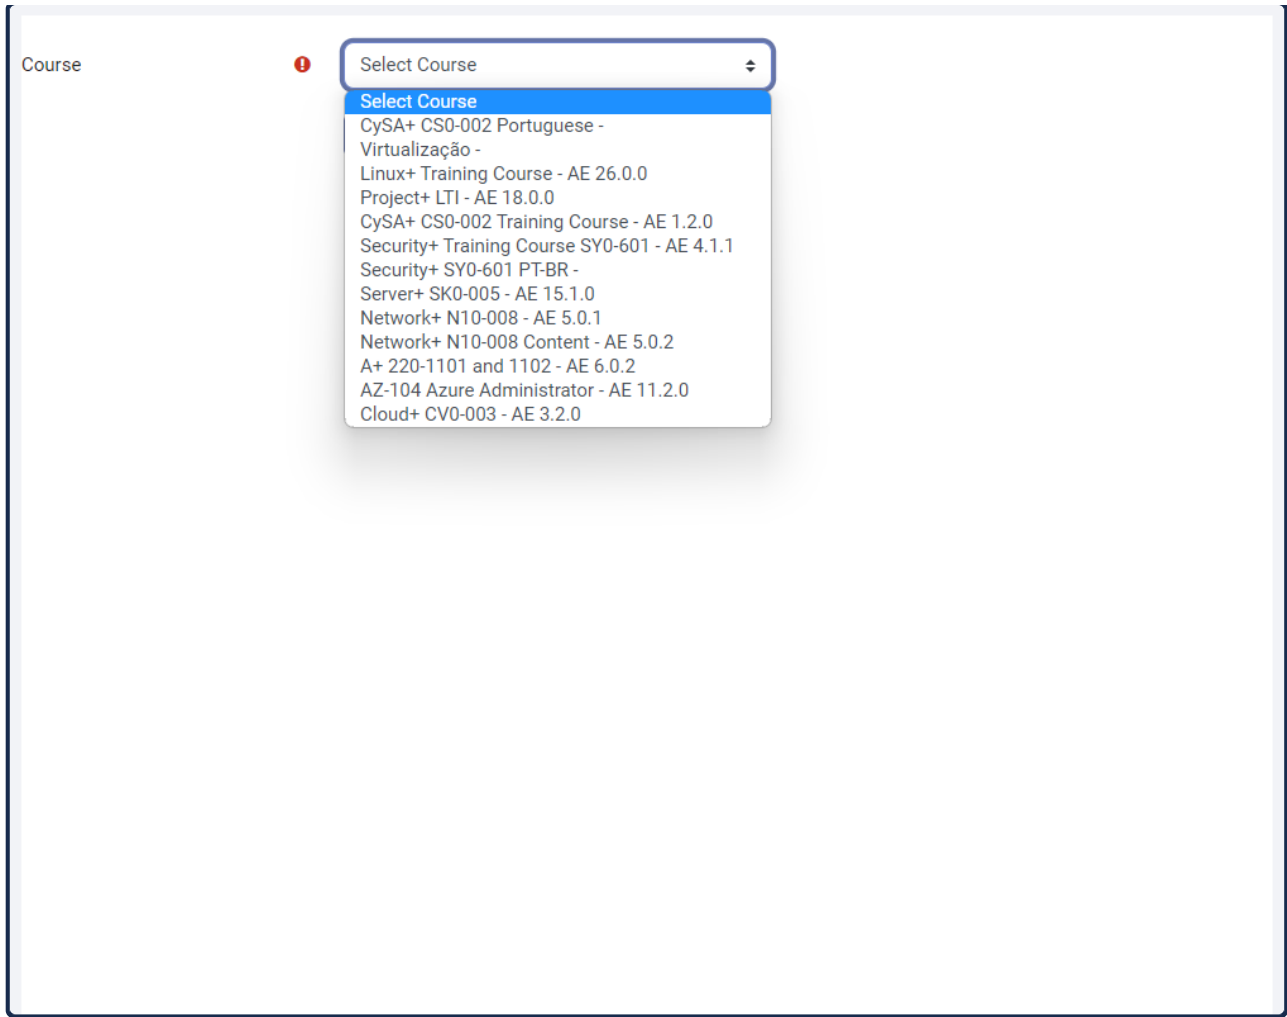 Course
Select Course
Select Course
CySA+ CS0-002 Portuguese -
Virtualização -
Linux+ Training Course - AE 26.0.0
Project+ LTI - AE 18.0.0
CySA+ CS0-002 Training Course - AE 1.2.0
Security+ Training Course SY0-601 - AE 4.1.1
Security+ SY0-601 PT-BR -
Server+ SK0-005 - AE 15.1.0
Network+ N10-008 - AE 5.0.1
Network+ N10-008 Content - AE 5.0.2
A+ 220-1101 and 1102 - AE 6.0.2
AZ-104 Azure Administrator - AE 11.2.0
Cloud+ CV0-003 - AE 3.2.0